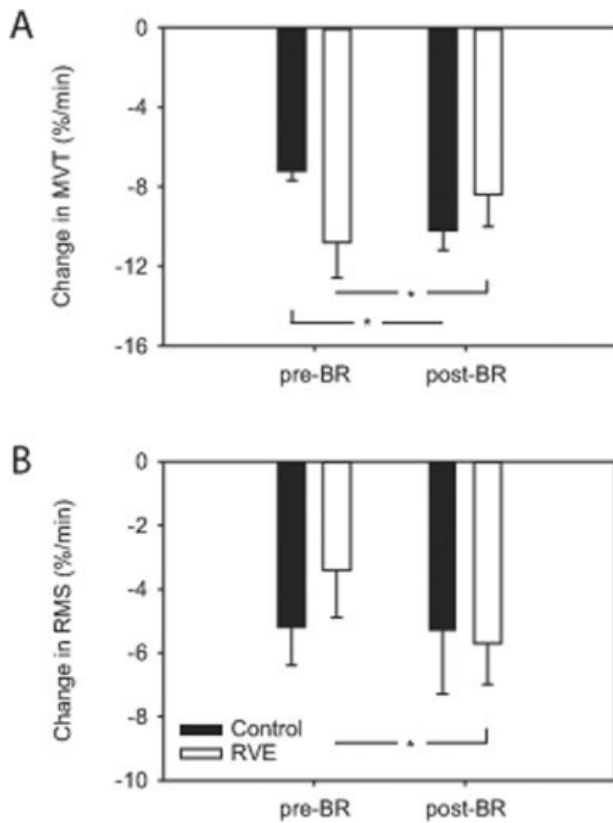 A
Change in MVT (%/min)
0
-4
-8
-12
-16
*
*
pre-BR
post-BR
B
Change in RMS (%/min)
0
-2
-4
-6
-8
-10
Control
RVE
*
pre-BR
post-BR